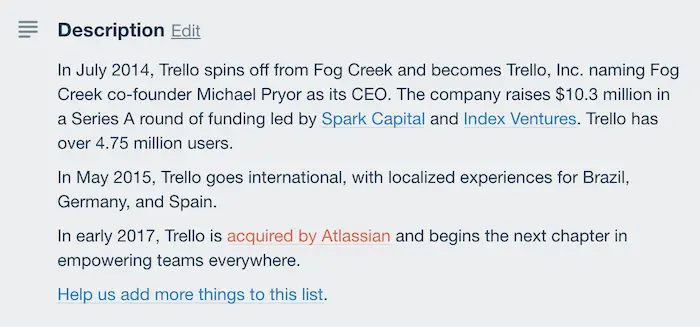 Description Edit
In July 2014, Trello spins off from Fog Creek and becomes Trello, Inc. naming Fog
Creek co-founder Michael Pryor as its CEO. The company raises $10.3 million in
a Series A round of funding led by Spark Capital and Index Ventures. Trello has
over 4.75 million users.
In May 2015, Trello goes international, with localized experiences for Brazil,
Germany, and Spain.
In early 2017, Trello is acquired by Atlassian and begins the next chapter in
empowering teams everywhere.
Help us add more things to this list.